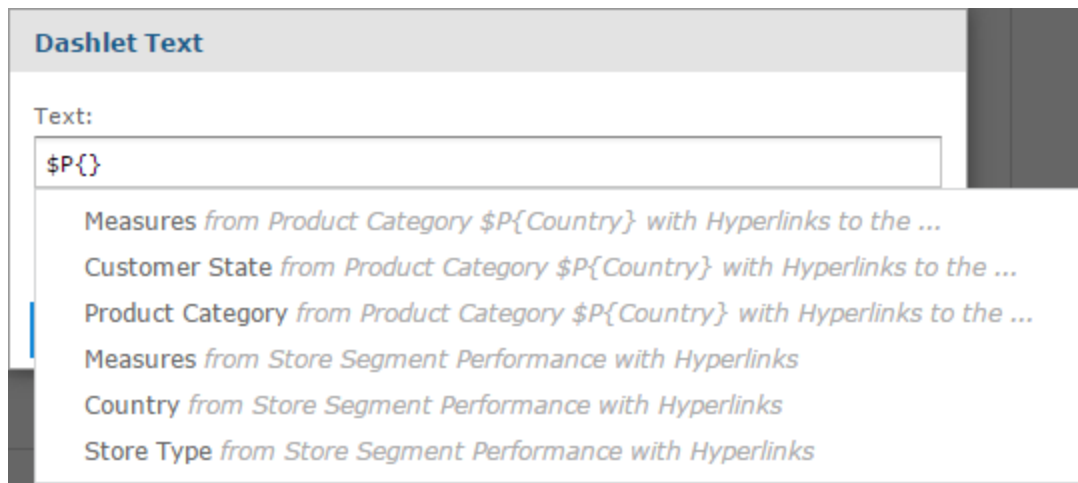 Dashlet Text
Text:
$P{}
Measures from Product Category $P{Country} with Hyperlinks to the ...
Customer State from Product Category $P{Country} with Hyperlinks to the ...
Product Category from Product Category $P{Country} with Hyperlinks to the ...
Measures from Store Segment Performance with Hyperlinks
Country from Store Segment Performance with Hyperlinks
Store Type from Store Segment Performance with Hyperlinks